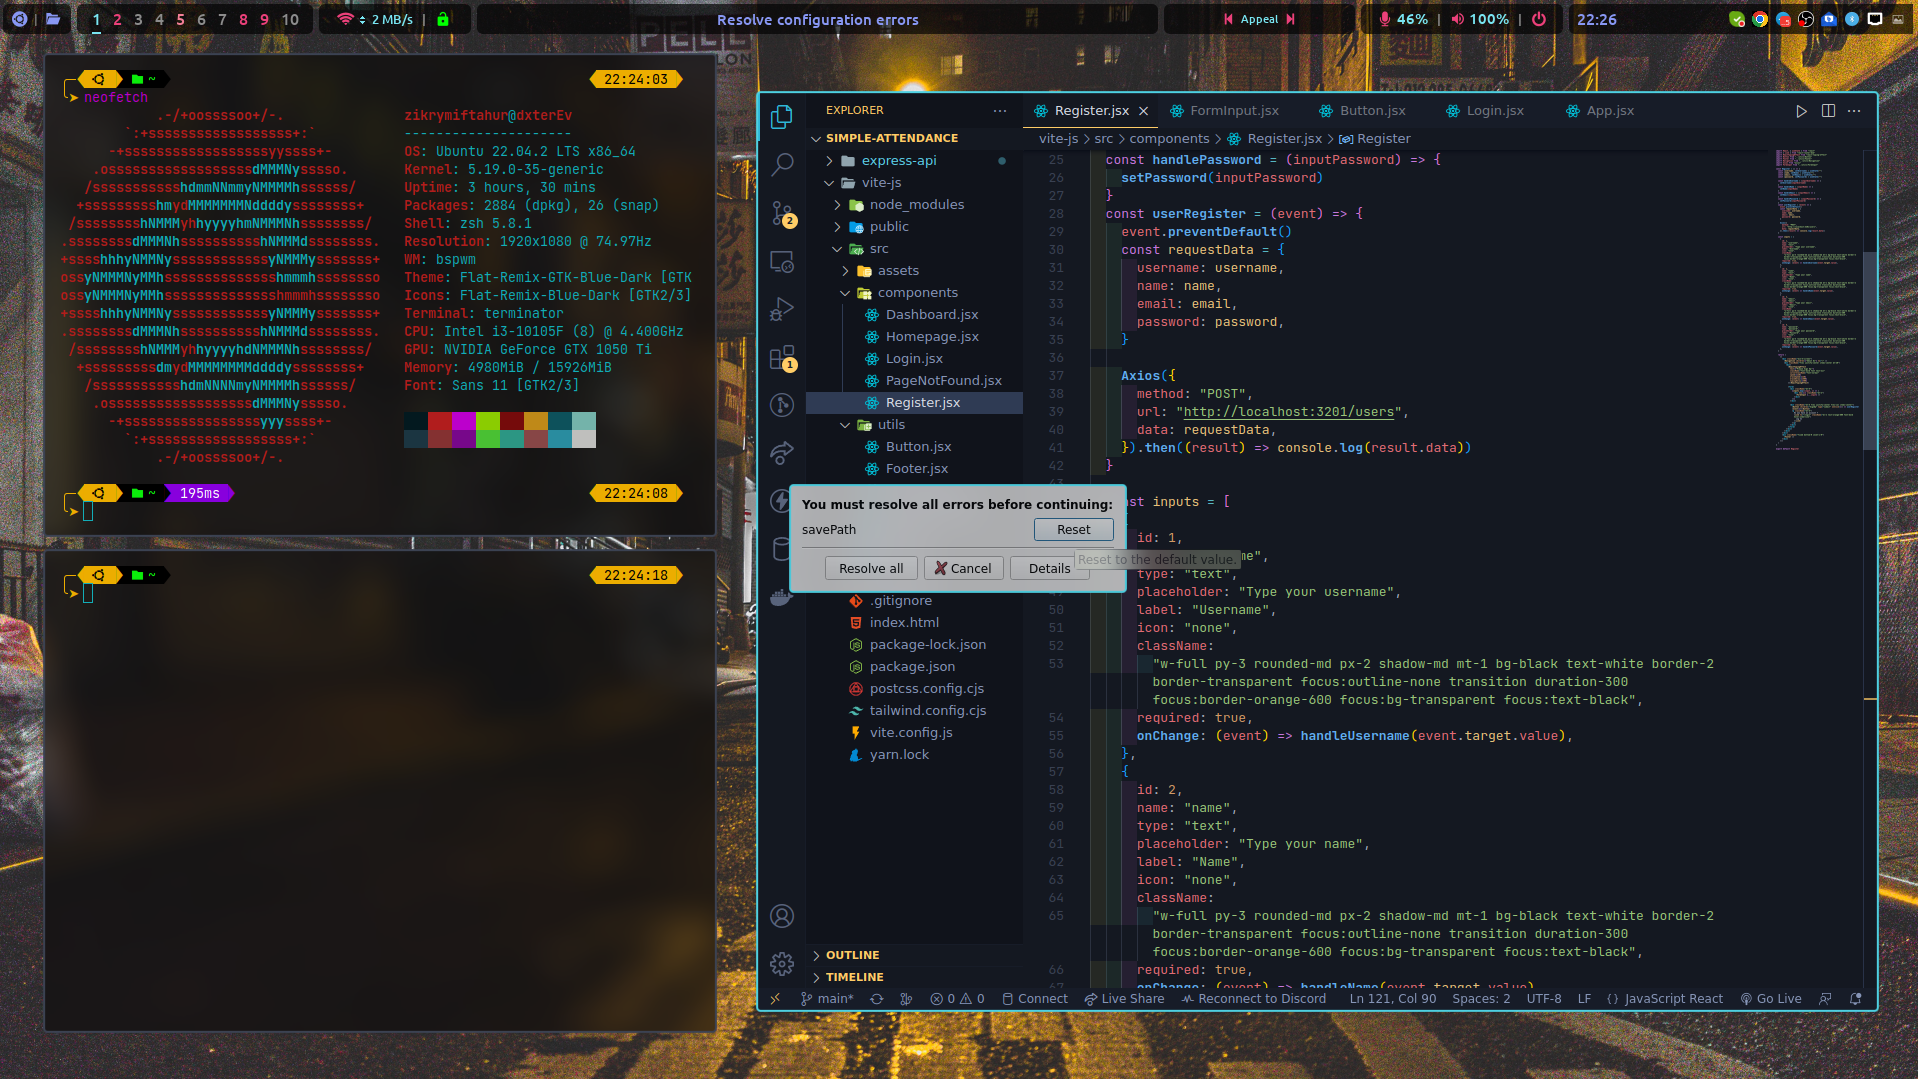 1 2 3 4 5 6 7 8 9 10
2 MB/s |
Resolve configuration errors
Appeal
46% | 100% |
22:26
~ 22:24:03
neofetch
.-/+oossssoo+/-.
`:+ssssssssssssssssss+:`
-+ssssssssssssssssssyyssss+-
.ossssssssssssssssssdMMMNysssso.
/ssssssssssshdmmNNmmyNMMMMhssssss/
+ssssssssshmydMMMMMMMNddddyssssssss+
/sssssssshNMMMyhhyyyyhmNMMMNhssssssss/
.ssssssssdMMMNhsssssssssshNMMMdssssssss.
+sssshhhyNMMNyssssssssssssyNMMMysssssss+
ossyNMMMNyMMhsssssssssssssshmmmhssssssso
ossyNMMMNyMMhsssssssssssssshmmmhssssssso
+sssshhhyNMMNyssssssssssssyNMMMysssssss+
.ssssssssdMMMNhsssssssssshNMMMdssssssss.
/sssssssshNMMMyhhyyyyhdNMMMNhssssssss/
+sssssssssdmydMMMMMMMMddddyssssssss+
/ssssssssssshdmNNNNmyNMMMMhssssss/
.ossssssssssssssssssdMMMNysssso.
-+sssssssssssssssssyyyssss+-
`:+ssssssssssssssssss+:`
.-/+oossssoo+/-.
zikrymiftahur@dxterEv
---------------------
OS: Ubuntu 22.04.2 LTS x86_64
Kernel: 5.19.0-35-generic
Uptime: 3 hours, 30 mins
Packages: 2884 (dpkg), 26 (snap)
Shell: zsh 5.8.1
Resolution: 1920x1080 @ 74.97Hz
WM: bspwm
Theme: Flat-Remix-GTK-Blue-Dark [GTK
Icons: Flat-Remix-Blue-Dark [GTK2/3]
Terminal: terminator
CPU: Intel i3-10105F (8) @ 4.400GHz
GPU: NVIDIA GeForce GTX 1050 Ti
Memory: 4980MiB / 15926MiB
Font: Sans 11 [GTK2/3]
~ 195ms 22:24:08
~ 22:24:18
EXPLORER
SIMPLE-ATTENDANCE
express-api
vite-js
node_modules
public
src
assets
components
Dashboard.jsx
Homepage.jsx
Login.jsx
PageNotFound.jsx
Register.jsx
utils
Button.jsx
Footer.jsx
.gitignore
index.html
package-lock.json
package.json
postcss.config.cjs
tailwind.config.cjs
vite.config.js
yarn.lock
OUTLINE
TIMELINE
2
1
Register.jsx FormInput.jsx Button.jsx Login.jsx App.jsx
vite-js > src > components > Register.jsx > Register
25 const handlePassword = (inputPassword) => {
26 setPassword(inputPassword)
27 }
28 const userRegister = (event) => {
29 event.preventDefault()
30 const requestData = {
31 username: username,
32 name: name,
33 email: email,
34 password: password,
35 }
36
37 Axios({
38 method: "POST",
39 url: "http://localhost:3201/users",
40 data: requestData,
41 }).then((result) => console.log(result.data))
42 }
st inputs = [
id: 1,
me",
type: "text",
placeholder: "Type your username",
50 label: "Username",
51 icon: "none",
52 className:
53 "w-full py-3 rounded-md px-2 shadow-md mt-1 bg-black text-white border-2
border-transparent focus:outline-none transition duration-300
focus:border-orange-600 focus:bg-transparent focus:text-black",
54 required: true,
55 onChange: (event) => handleUsername(event.target.value),
56 },
57 {
58 id: 2,
59 name: "name",
60 type: "text",
61 placeholder: "Type your name",
62 label: "Name",
63 icon: "none",
64 className:
65 "w-full py-3 rounded-md px-2 shadow-md mt-1 bg-black text-white border-2
border-transparent focus:outline-none transition duration-300
focus:border-orange-600 focus:bg-transparent focus:text-black",
66 required: true,
67 onChange: (event) => handleName(event.target.value)
You must resolve all errors before continuing:
savePath Reset
Resolve all Cancel Details
Reset to the default value.
main* 0 0 Connect Live Share Reconnect to Discord Ln 121, Col 90 Spaces: 2 UTF-8 LF {} JavaScript React Go Live